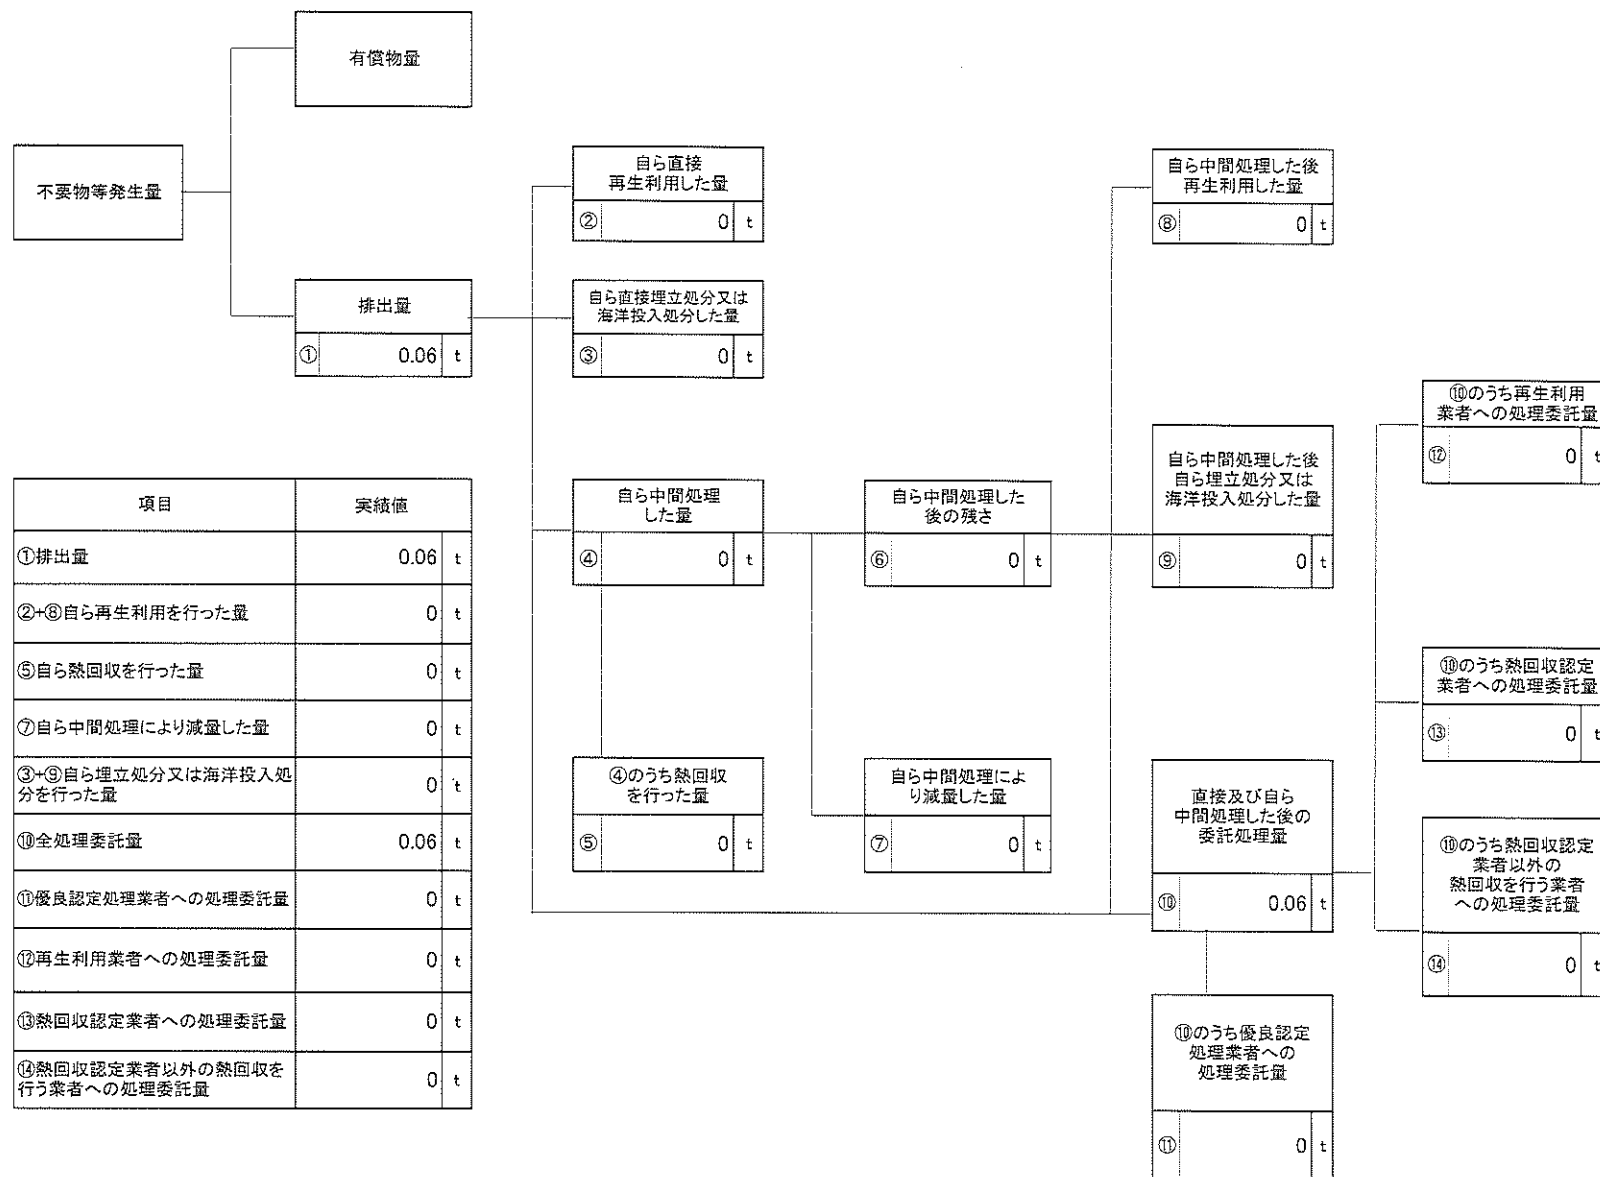 有償物量
不要物等発生量
排出量
① 0.06 t
自ら直接
再生利用した量
② 0 t
自ら直接埋立処分又は
海洋投入処分した量
③ 0 t
自ら中間処理
した量
④ 0 t
④のうち熱回収
を行った量
⑤ 0 t
自ら中間処理した
後の残さ
⑥ 0 t
自ら中間処理によ
り減量した量
⑦ 0 t
自ら中間処理した後
再生利用した量
⑧ 0 t
自ら中間処理した後
自ら埋立処分又は
海洋投入処分した量
⑨ 0 t
直接及び自ら
中間処理した後の
委託処理量
⑩ 0.06 t
⑩のうち優良認定
処理業者への
処理委託量
⑪ 0 t
⑩のうち再生利用
業者への処理委託量
⑫ 0 t
⑩のうち熱回収認定
業者への処理委託量
⑬ 0 t
⑩のうち熱回収認定
業者以外の
熱回収を行う業者
への処理委託量
⑭ 0 t
項目 実績値
①排出量 0.06 t
②+⑧自ら再生利用を行った量 0 t
⑤自ら熱回収を行った量 0 t
⑦自ら中間処理により減量した量 0 t
③+⑨自ら埋立処分又は海洋投入処
分を行った量 0 t
⑩全処理委託量 0.06 t
⑪優良認定処理業者への処理委託量 0 t
⑫再生利用業者への処理委託量 0 t
⑬熱回収認定業者への処理委託量 0 t
⑭熱回収認定業者以外の熱回収を
行う業者への処理委託量 0 t